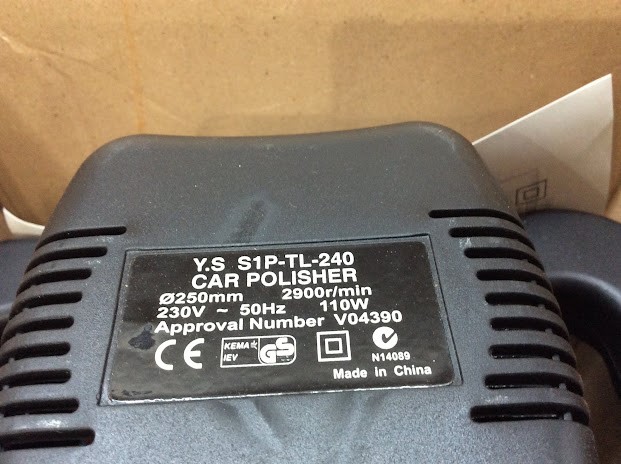 Y.S S1P-TL-240
CAR POLISHER
Ø250mm 2900r/min
230V ~ 50Hz 110W
Approval Number V04390
CE KEMA IEV GS
N14089
Made in China